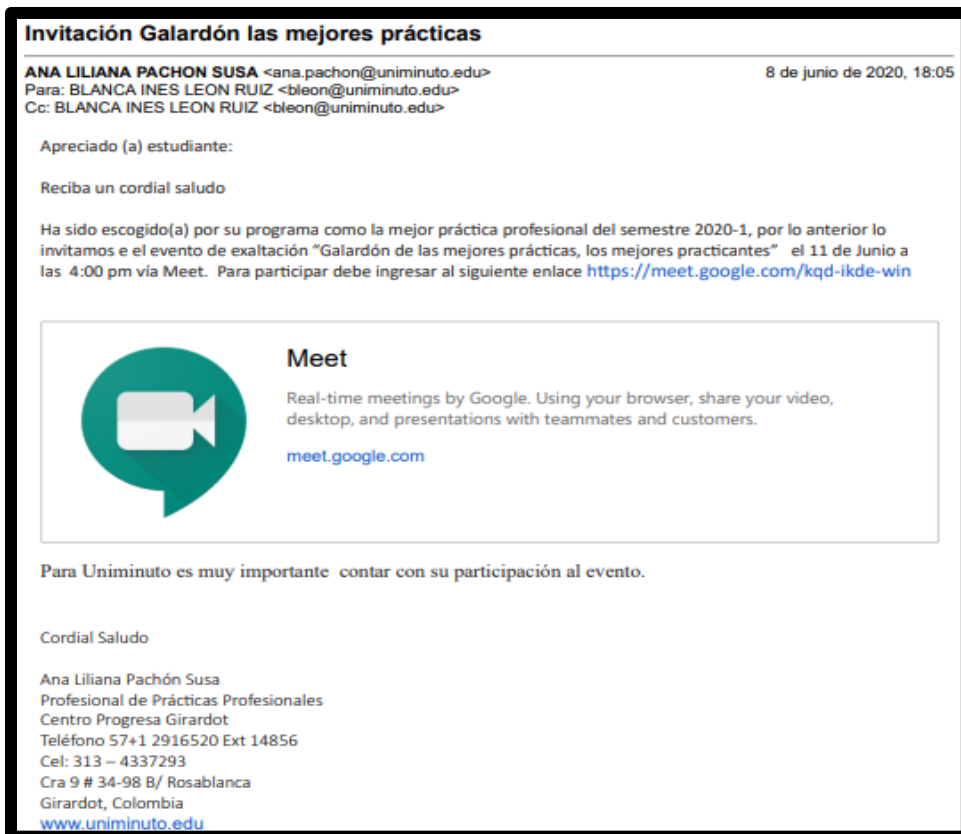 Invitación Galardón las mejores prácticas
ANA LILIANA PACHON SUSA <ana.pachon@uniminuto.edu> 8 de junio de 2020, 18:05
Para: BLANCA INES LEON RUIZ <bleon@uniminuto.edu>
Cc: BLANCA INES LEON RUIZ <bleon@uniminuto.edu>
Apreciado (a) estudiante:
Reciba un cordial saludo
Ha sido escogido(a) por su programa como la mejor práctica profesional del semestre 2020-1, por lo anterior lo
invitamos e el evento de exaltación “Galardón de las mejores prácticas, los mejores practicantes” el 11 de Junio a
las 4:00 pm vía Meet. Para participar debe ingresar al siguiente enlace https://meet.google.com/kqd-ikde-win
Meet
Real-time meetings by Google. Using your browser, share your video,
desktop, and presentations with teammates and customers.
meet.google.com
Para Uniminuto es muy importante contar con su participación al evento.
Cordial Saludo
Ana Liliana Pachón Susa
Profesional de Prácticas Profesionales
Centro Progresa Girardot
Teléfono 57+1 2916520 Ext 14856
Cel: 313 – 4337293
Cra 9 # 34-98 B/ Rosablanca
Girardot, Colombia
www.uniminuto.edu